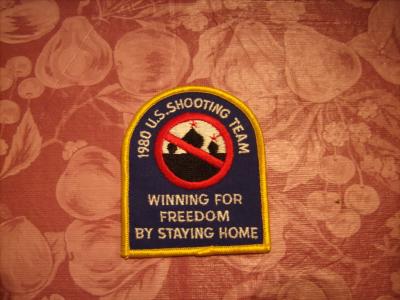 1980 U.S. SHOOTING TEAM
WINNING FOR
FREEDOM
BY STAYING HOME